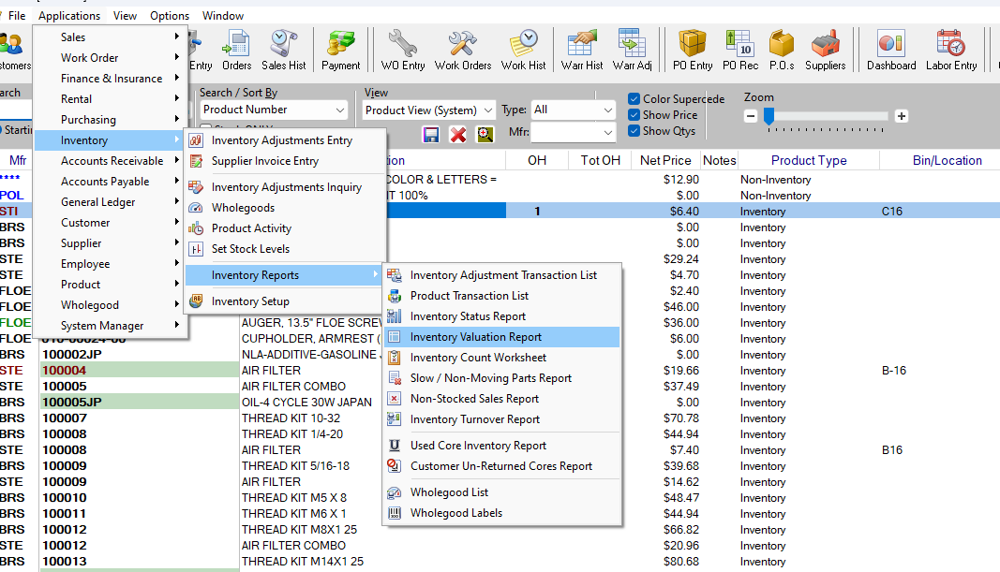 File Applications View Options Window
Entry Orders Sales Hist Payment WO Entry Work Orders Work Hist Warr Hist Warr Adj PO Entry PO Rec P.O.s Suppliers Dashboard Labor Entry
Search / Sort By
Product Number
View
Product View (System)
Type: All
Mfr:
Color Supercede
Show Price
Show Qtys
Zoom
Sales
Work Order
Finance & Insurance
Rental
Purchasing
Inventory
Accounts Receivable
Accounts Payable
General Ledger
Customer
Supplier
Employee
Product
Wholegood
System Manager
Inventory Adjustments Entry
Supplier Invoice Entry
Inventory Adjustments Inquiry
Wholegoods
Product Activity
Set Stock Levels
Inventory Reports
Inventory Setup
Inventory Adjustment Transaction List
Product Transaction List
Inventory Status Report
Inventory Valuation Report
Inventory Count Worksheet
Slow / Non-Moving Parts Report
Non-Stocked Sales Report
Inventory Turnover Report
Used Core Inventory Report
Customer Un-Returned Cores Report
Wholegood List
Wholegood Labels
Mfr OH Tot OH Net Price Notes Product Type Bin/Location
**** COLOR & LETTERS = $12.90 Non-Inventory
POL 100% $.00 Non-Inventory
STI 1 $6.40 Inventory C16
BRS $.00 Inventory
BRS $.00 Inventory
STE $29.24 Inventory
STE $4.70 Inventory
FLOE $2.40 Inventory
FLOE $46.00 Inventory
FLOE AUGER, 13.5" FLOE SCREW $36.00 Inventory
FLOE CUPHOLDER, ARMREST ( $6.00 Inventory
BRS 100002JP NLA-ADDITIVE-GASOLINE $.00 Inventory
STE 100004 AIR FILTER $19.66 Inventory B-16
STE 100005 AIR FILTER COMBO $37.49 Inventory
BRS 100005JP OIL-4 CYCLE 30W JAPAN $.00 Inventory
BRS 100007 THREAD KIT 10-32 $70.78 Inventory
BRS 100008 THREAD KIT 1/4-20 $44.94 Inventory
STE 100008 AIR FILTER $7.40 Inventory B16
BRS 100009 THREAD KIT 5/16-18 $39.68 Inventory
STE 100009 AIR FILTER $14.62 Inventory
BRS 100010 THREAD KIT M5 X 8 $48.47 Inventory
BRS 100011 THREAD KIT M6 X 1 $44.94 Inventory
BRS 100012 THREAD KIT M8X1 25 $66.82 Inventory
STE 100012 AIR FILTER COMBO $20.96 Inventory
BRS 100013 THREAD KIT M14X1 25 $80.68 Inventory